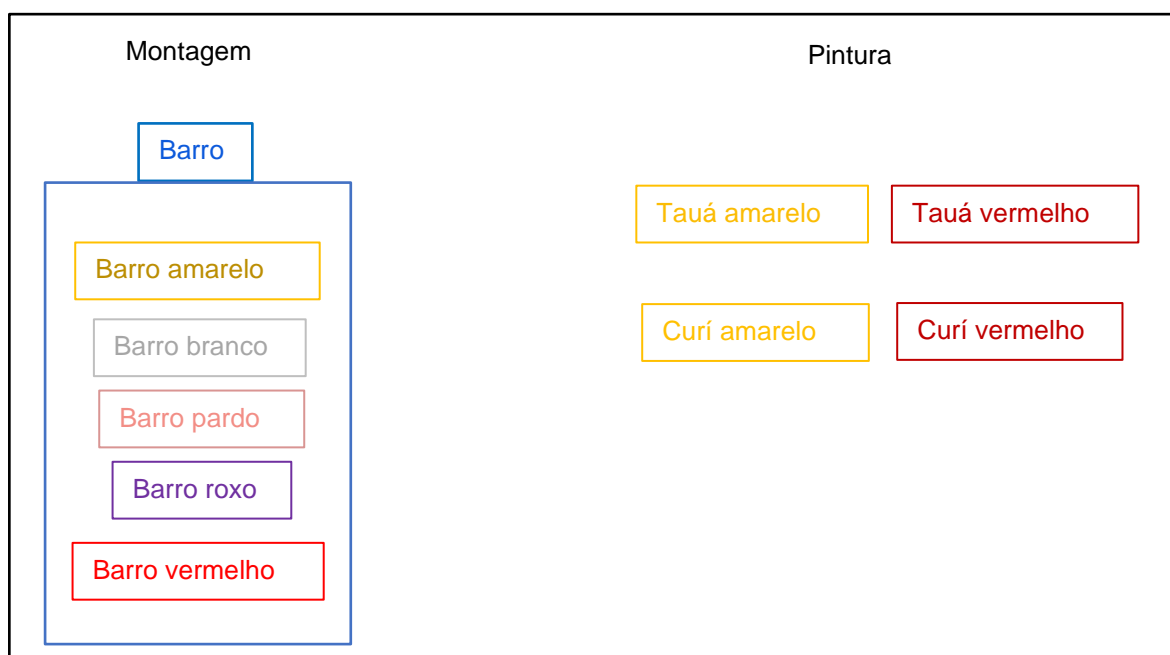 Montagem
Pintura
Barro
Barro amarelo
Barro branco
Barro pardo
Barro roxo
Barro vermelho
Tauá amarelo
Tauá vermelho
Curí amarelo
Curí vermelho